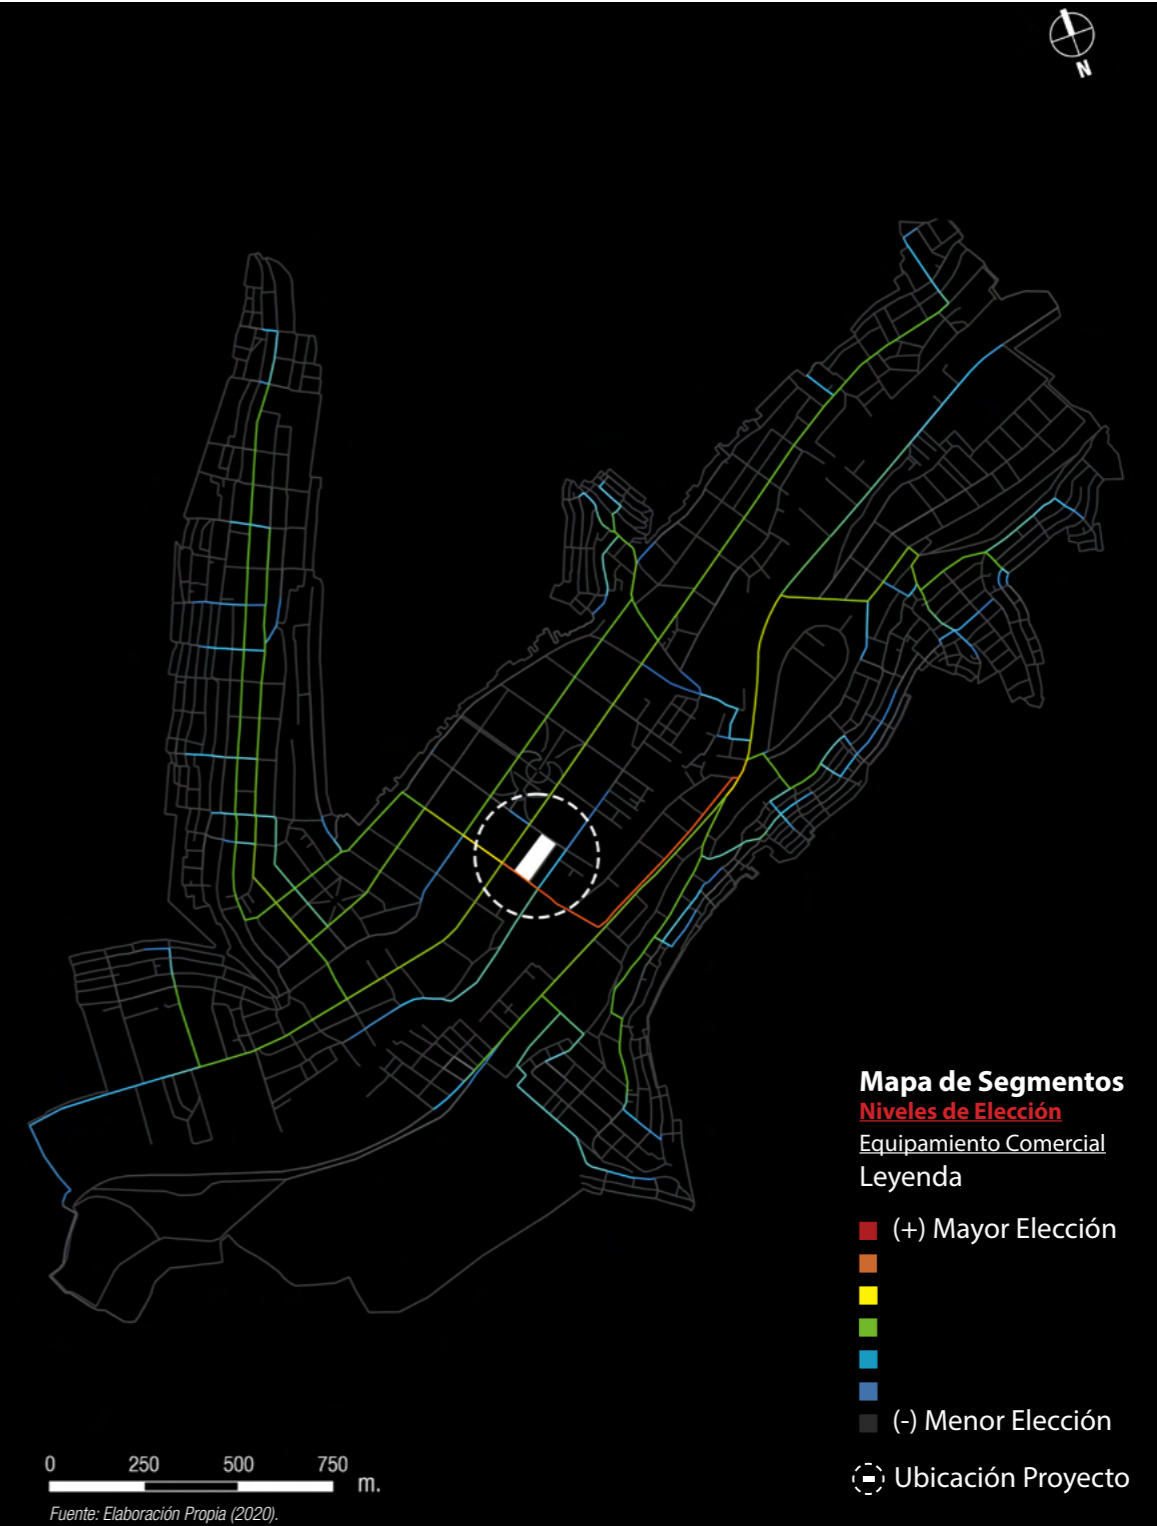 N
Mapa de Segmentos
Niveles de Elección
Equipamiento Comercial
Leyenda
(+) Mayor Elección
(-) Menor Elección
Ubicación Proyecto
0 250 500 750 m.
Fuente: Elaboración Propia (2020).